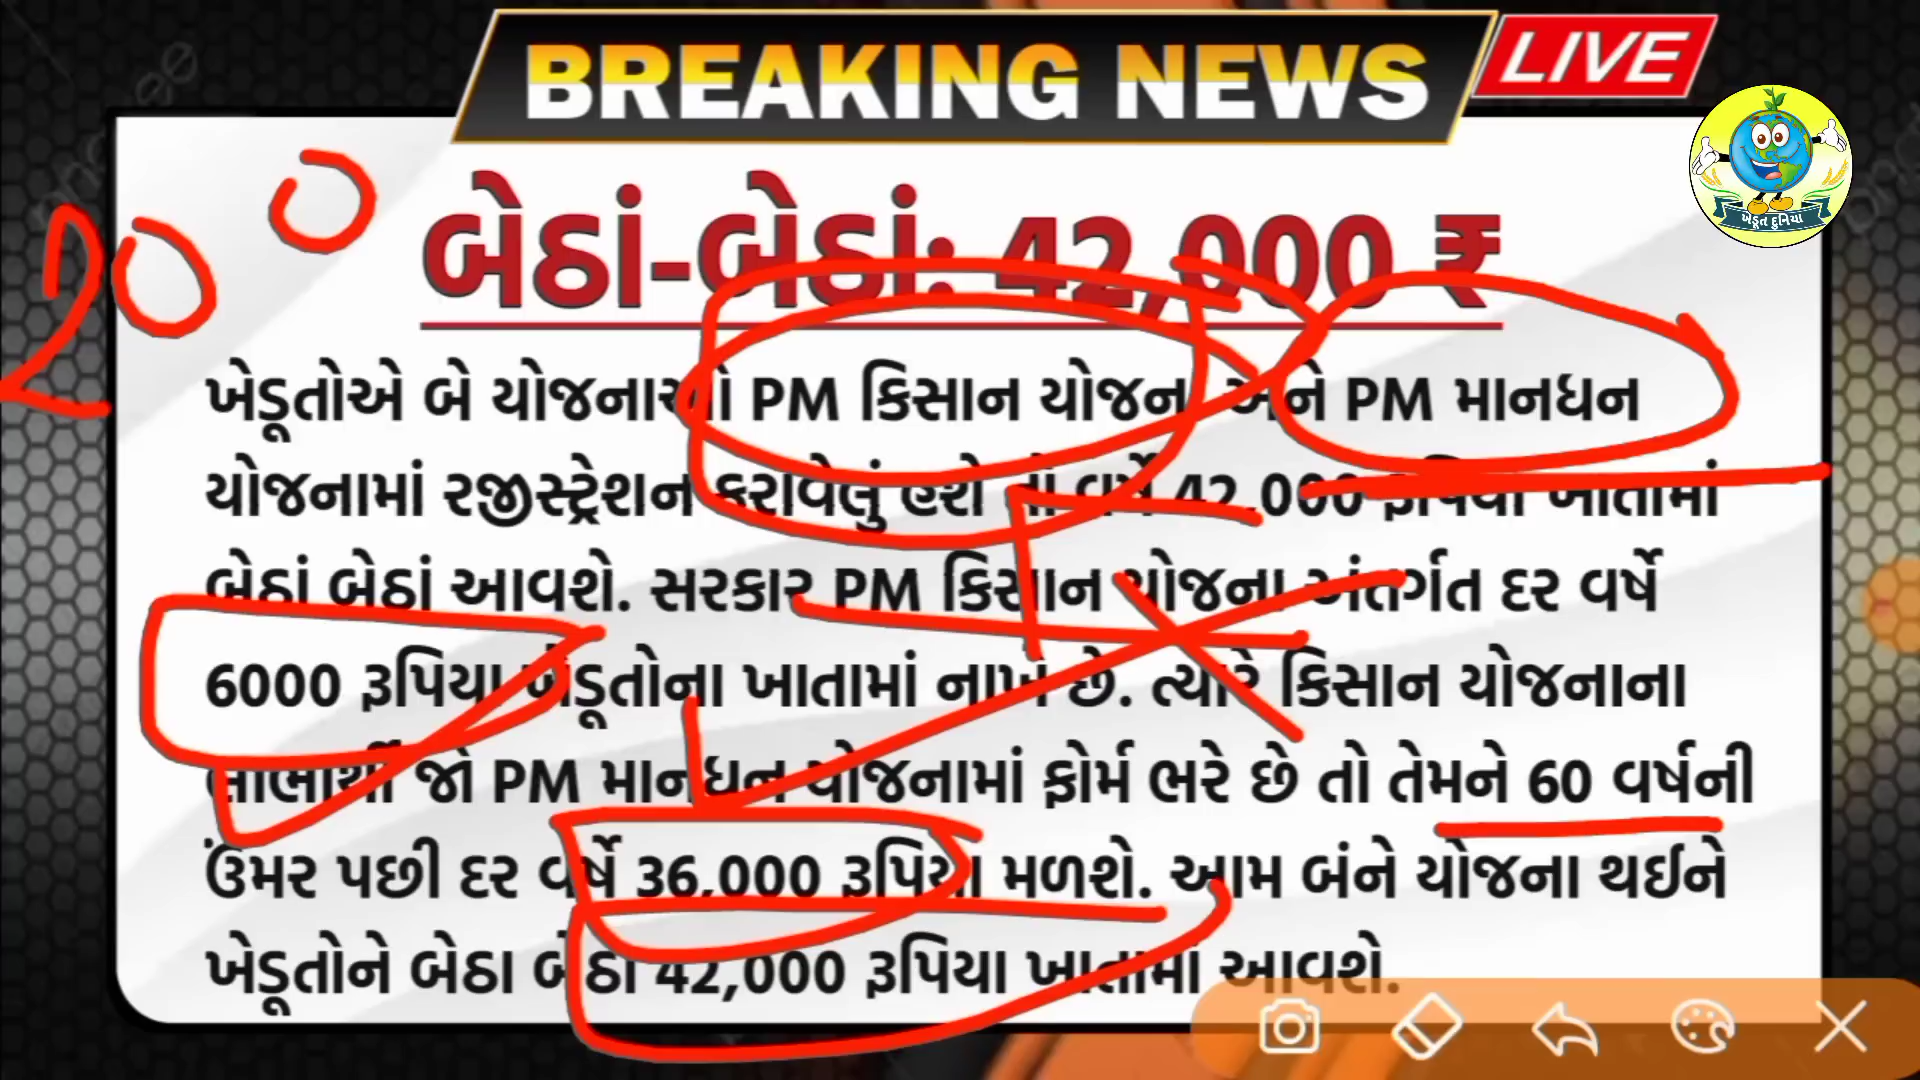 BREAKING NEWS
LIVE
ખેડૂત દુનિયા
200
બેઠાં-બેઠાં: 42,000 ₹
ખેડૂતોએ બે યોજનાઓ PM કિસાન યોજના અને PM માનધન
યોજનામાં રજીસ્ટ્રેશન કરાવેલું હશે તો વર્ષે 42,000 રૂપિયા ખાતામાં
બેઠાં બેઠાં આવશે. સરકાર PM કિસાન યોજના અંતર્ગત દર વર્ષે
6000 રૂપિયા ખેડૂતોના ખાતામાં નાખે છે. ત્યારે કિસાન યોજનાના
લાભાર્થી જો PM માનધન યોજનામાં ફોર્મ ભરે છે તો તેમને 60 વર્ષની
ઉંમર પછી દર વર્ષે 36,000 રૂપિયા મળશે. આમ બંને યોજના થઈને
ખેડૂતોને બેઠા બેઠા 42,000 રૂપિયા ખાતામાં આવશે.